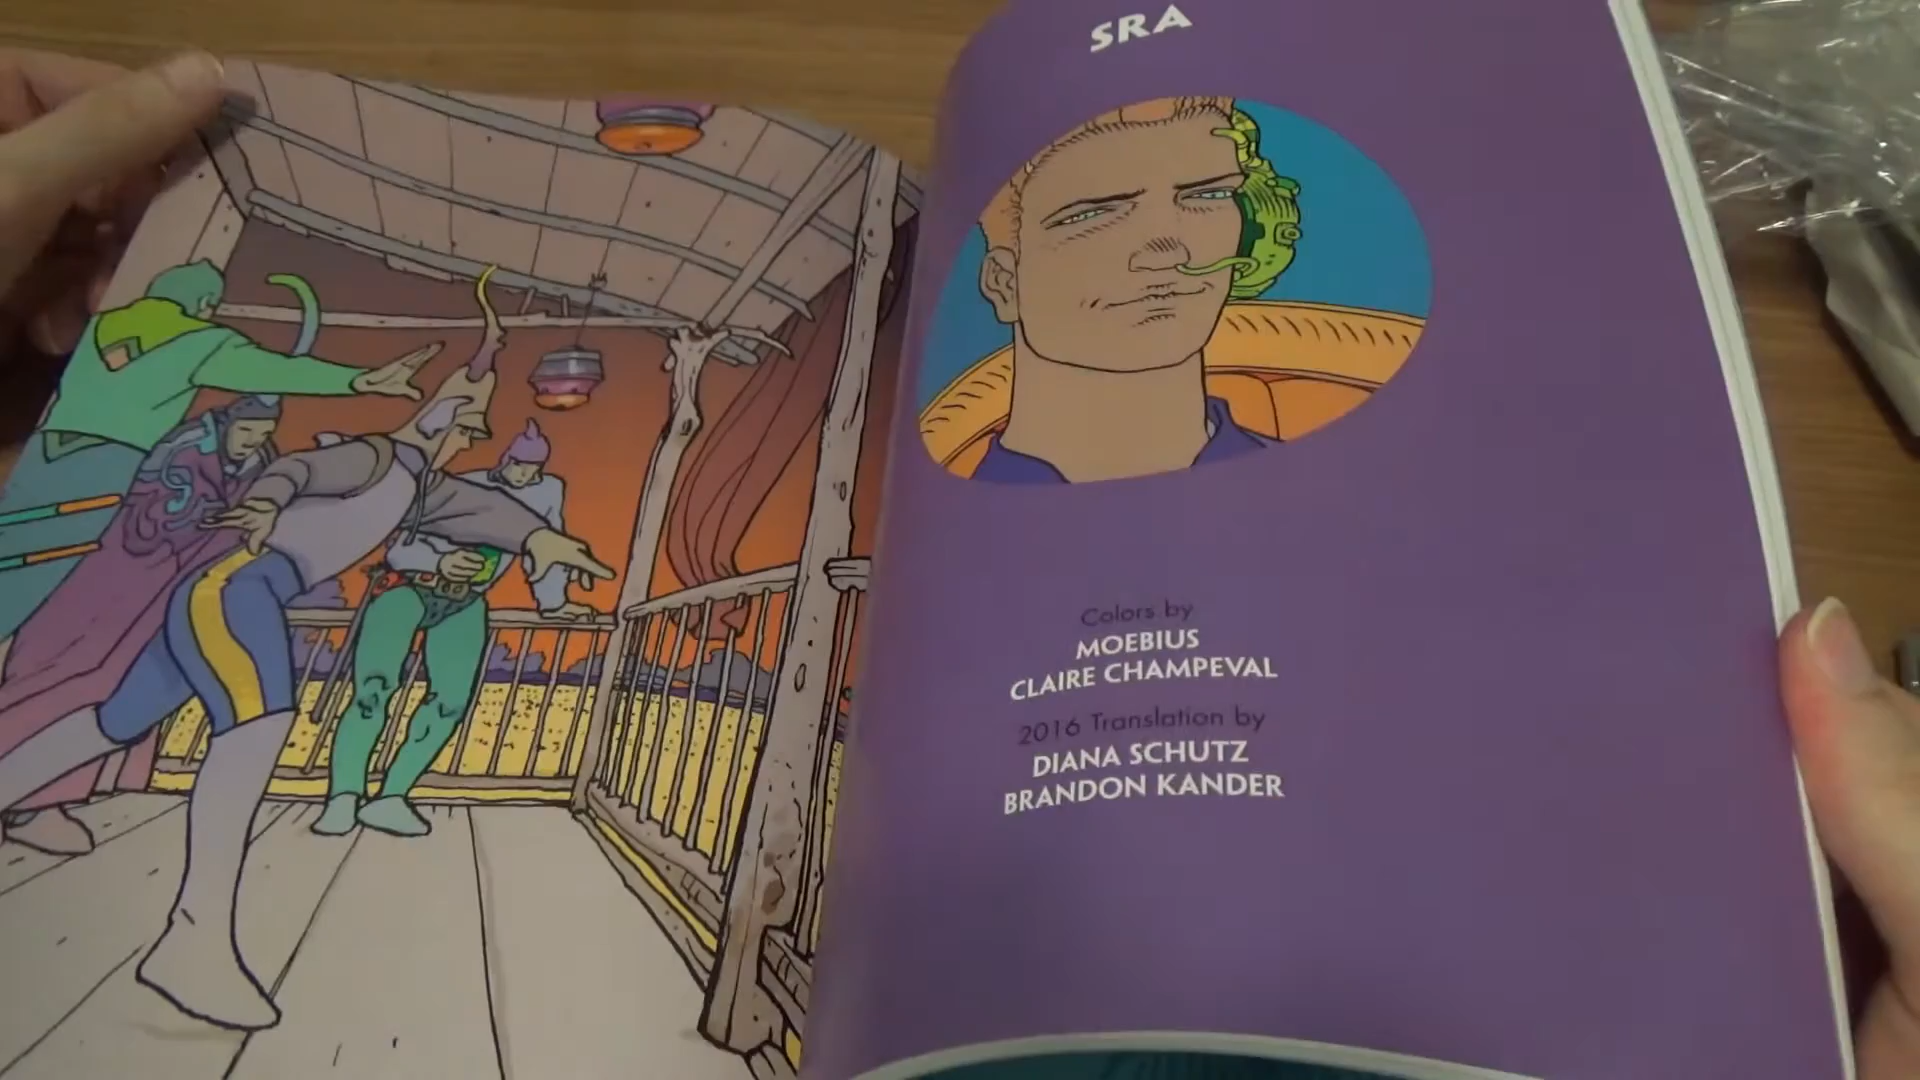 SRA
Colors by
MOEBIUS
CLAIRE CHAMPEVAL
2016 Translation by
DIANA SCHUTZ
BRANDON KANDER